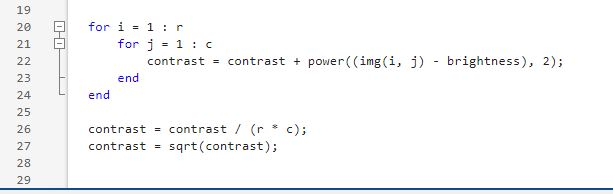 19
20 for i = 1 : r
21 for j = 1 : c
22 contrast = contrast + power((img(i, j) - brightness), 2);
23 end
24 end
25
26 contrast = contrast / (r * c);
27 contrast = sqrt(contrast);
28
29